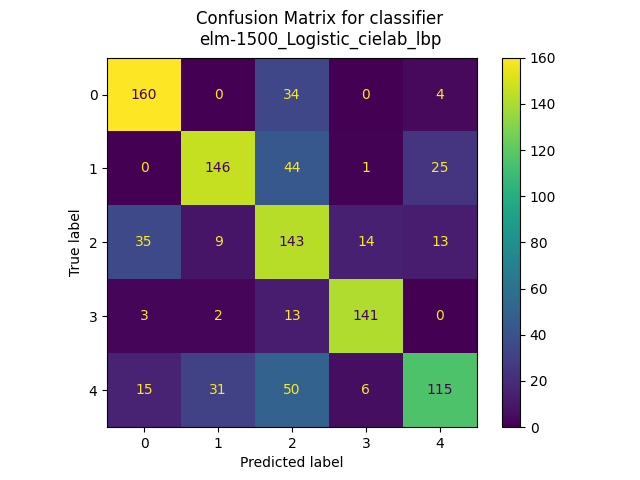 Confusion Matrix for classifier
elm-1500_Logistic_cielab_lbp
True label
0 160 0 34 0 4
1 0 146 44 1 25
2 35 9 143 14 13
3 3 2 13 141 0
4 15 31 50 6 115
0 1 2 3 4
Predicted label
160
140
120
100
80
60
40
20
0